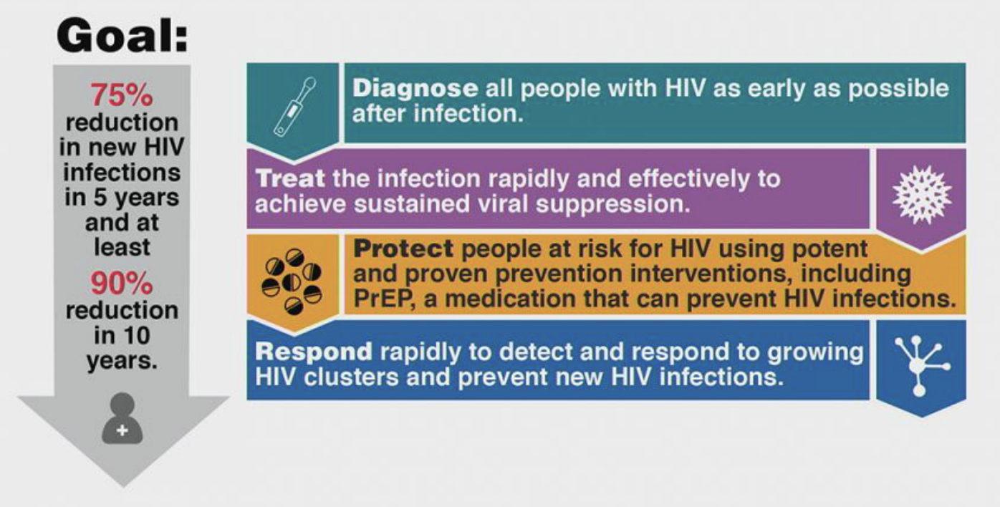 Goal:
75%
reduction
in new HIV
infections
in 5 years
and at
least
90%
reduction
in 10
years.
Diagnose all people with HIV as early as possible
after infection.
Treat the infection rapidly and effectively to
achieve sustained viral suppression.
Protect people at risk for HIV using potent
and proven prevention interventions, including
PrEP, a medication that can prevent HIV infections.
Respond rapidly to detect and respond to growing
HIV clusters and prevent new HIV infections.